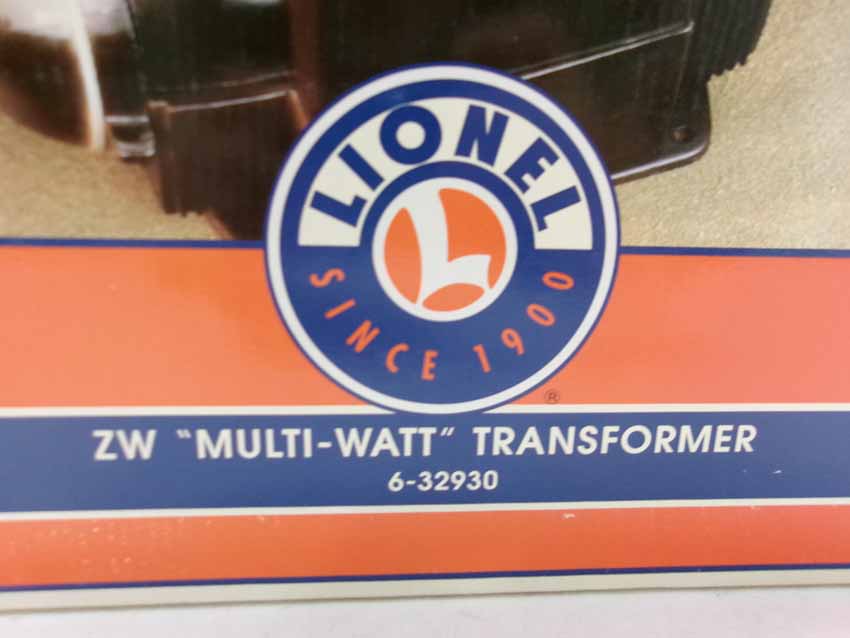 LIONEL
L
SINCE 1900
®
ZW "MULTI-WATT" TRANSFORMER
6-32930